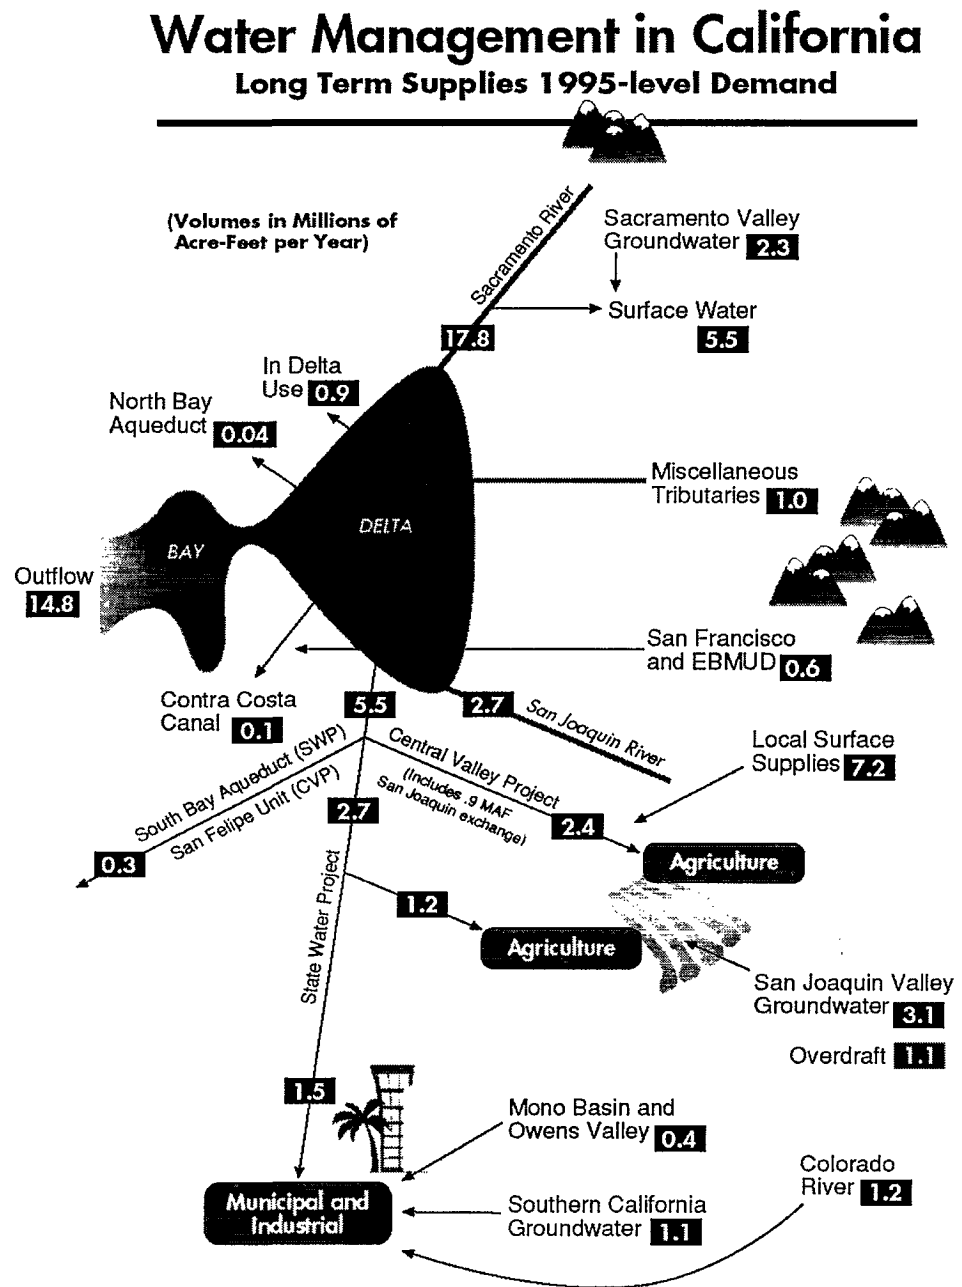 Water Management in California
Long Term Supplies 1995-level Demand
(Volumes in Millions of
Acre-Feet per Year)
Sacramento River
17.8
Sacramento Valley
Groundwater 2.3
Surface Water
5.5
In Delta
Use 0.9
North Bay
Aqueduct 0.04
Miscellaneous
Tributaries 1.0
DELTA
BAY
Outflow
14.8
San Francisco
and EBMUD 0.6
Contra Costa
Canal 0.1
5.5
2.7
San Joaquin River
South Bay Aqueduct (SWP)
San Felipe Unit (CVP)
0.3
Central Valley Project
(Includes .9 MAF
San Joaquin exchange)
2.4
Local Surface
Supplies 7.2
2.7
Agriculture
State Water Project
1.2
Agriculture
San Joaquin Valley
Groundwater 3.1
Overdraft 1.1
1.5
Mono Basin and
Owens Valley 0.4
Colorado
River 1.2
Municipal and
Industrial
Southern California
Groundwater 1.1